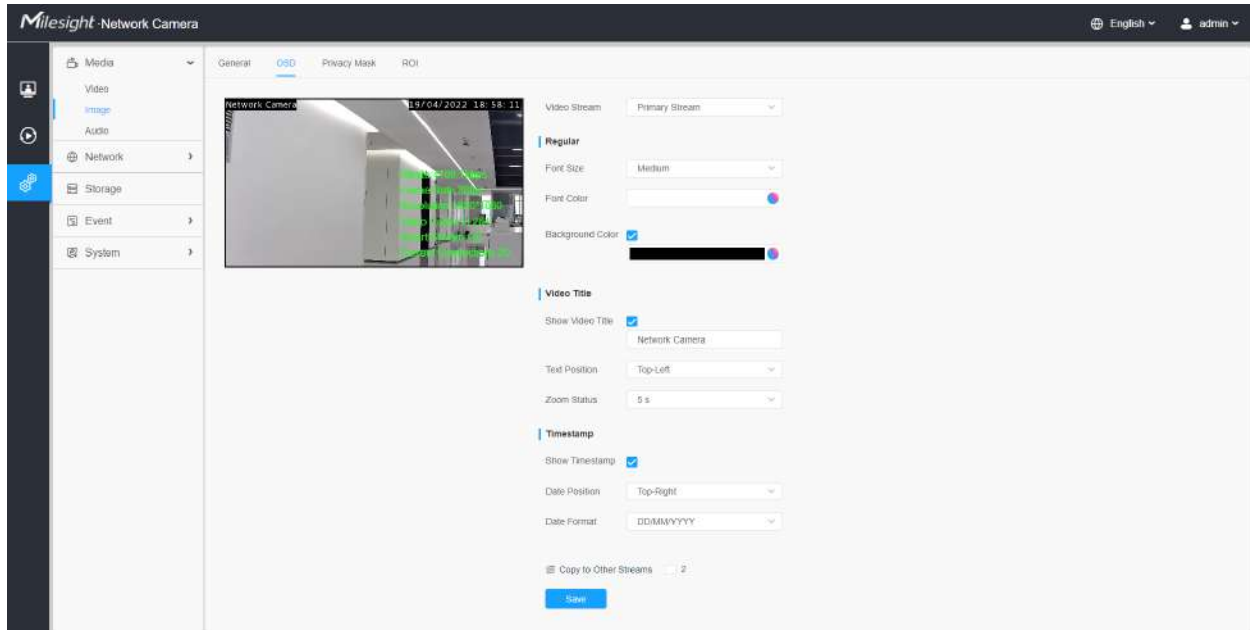 Milesight · Network Camera
English
admin
Media
Video
Image
Audio
Network
Storage
Event
System
General
OSD
Privacy Mask
ROI
Network Camera
19/04/2022 18:58:11
Video Stream
Primary Stream
Regular
Font Size
Medium
Font Color
Background Color
Video Title
Show Video Title
Network Camera
Text Position
Top-Left
Zoom Status
5 s
Timestamp
Show Timestamp
Date Position
Top-Right
Date Format
DD/MM/YYYY
Copy to Other Streams
2
Save